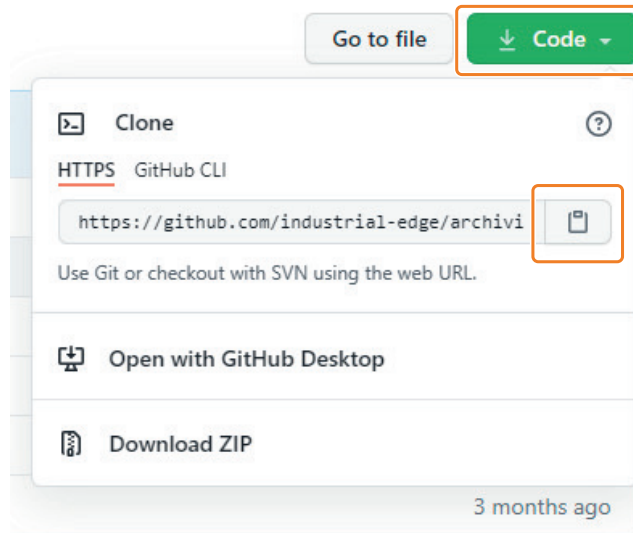 Go to file
Code
Clone
HTTPS GitHub CLI
https://github.com/industrial-edge/archivi
Use Git or checkout with SVN using the web URL.
Open with GitHub Desktop
Download ZIP
3 months ago